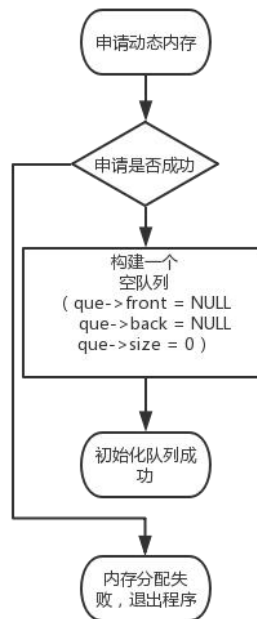 申请动态内存
申请是否成功
构建一个
空队列
（ que->front = NULL
que->back = NULL
que->size = 0 ）
初始化队列成
功
内存分配失
败，退出程序